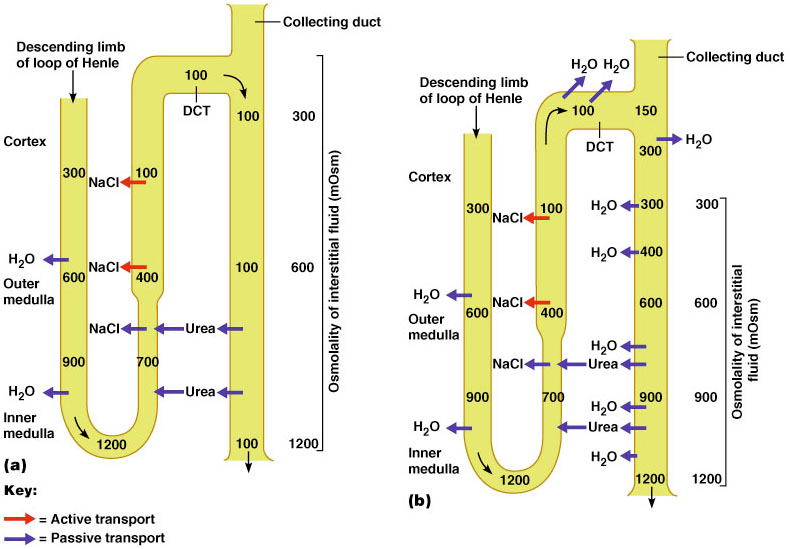 Collecting duct
Descending limb
of loop of Henle
100
DCT
100
300
Cortex
300
NaCl
100
H2O
Outer
medulla
600
NaCl
400
100
600
NaCl
Urea
900
700
H2O
Urea
Inner
medulla
1200
100
1200
Osmolality of interstitial fluid (mOsm)
(a)
Key:
= Active transport
= Passive transport
Collecting duct
H2O H2O
Descending limb
of loop of Henle
100
150
DCT
300
H2O
Cortex
300
NaCl
100
H2O
300
300
H2O
400
H2O
Outer
medulla
600
NaCl
400
600
600
H2O
NaCl
Urea
900
700
H2O
900
900
H2O
Urea
Inner
medulla
H2O
1200
1200
1200
Osmolality of interstitial
fluid (mOsm)
(b)